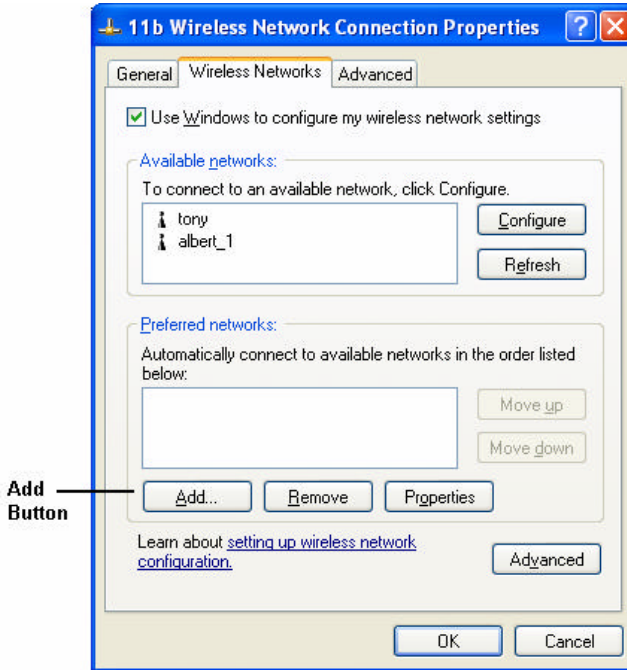 11b Wireless Network Connection Properties
General Wireless Networks Advanced
Use Windows to configure my wireless network settings
Available networks:
To connect to an available network, click Configure.
tony
albert_1
Configure
Refresh
Preferred networks:
Automatically connect to available networks in the order listed
below:
Move up
Move down
Add
Button
Add... Remove Properties
Learn about setting up wireless network
configuration.
Advanced
OK Cancel